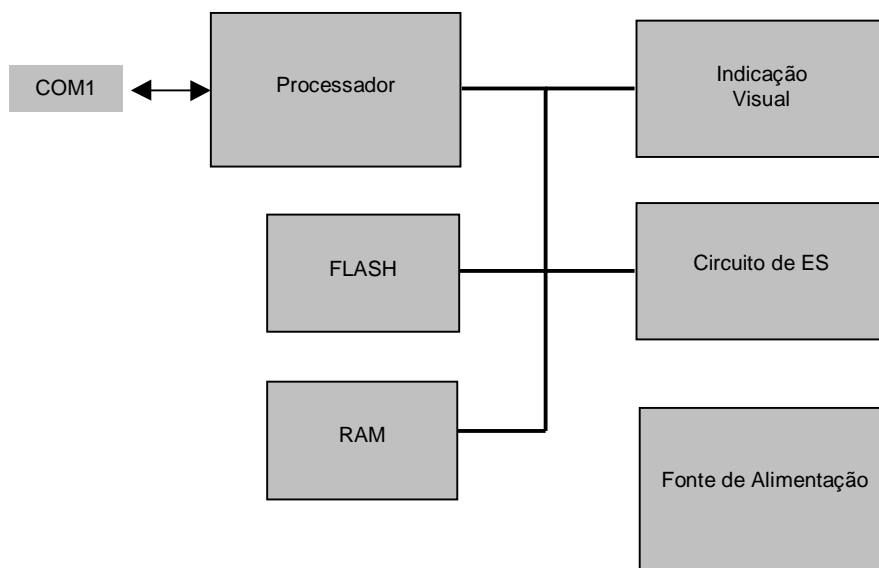 COM1
Processador
Indicação
Visual
FLASH
Circuito de ES
RAM
Fonte de Alimentação